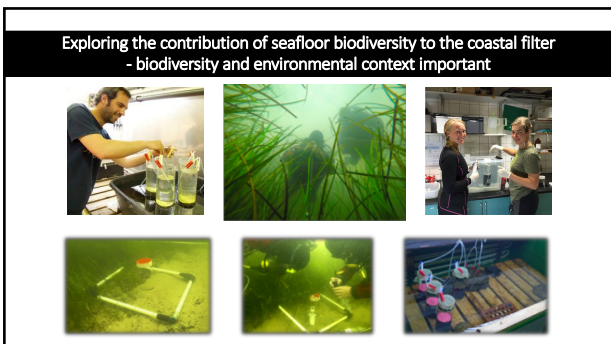 Exploring the contribution of seafloor biodiversity to the coastal filter
- biodiversity and environmental context important